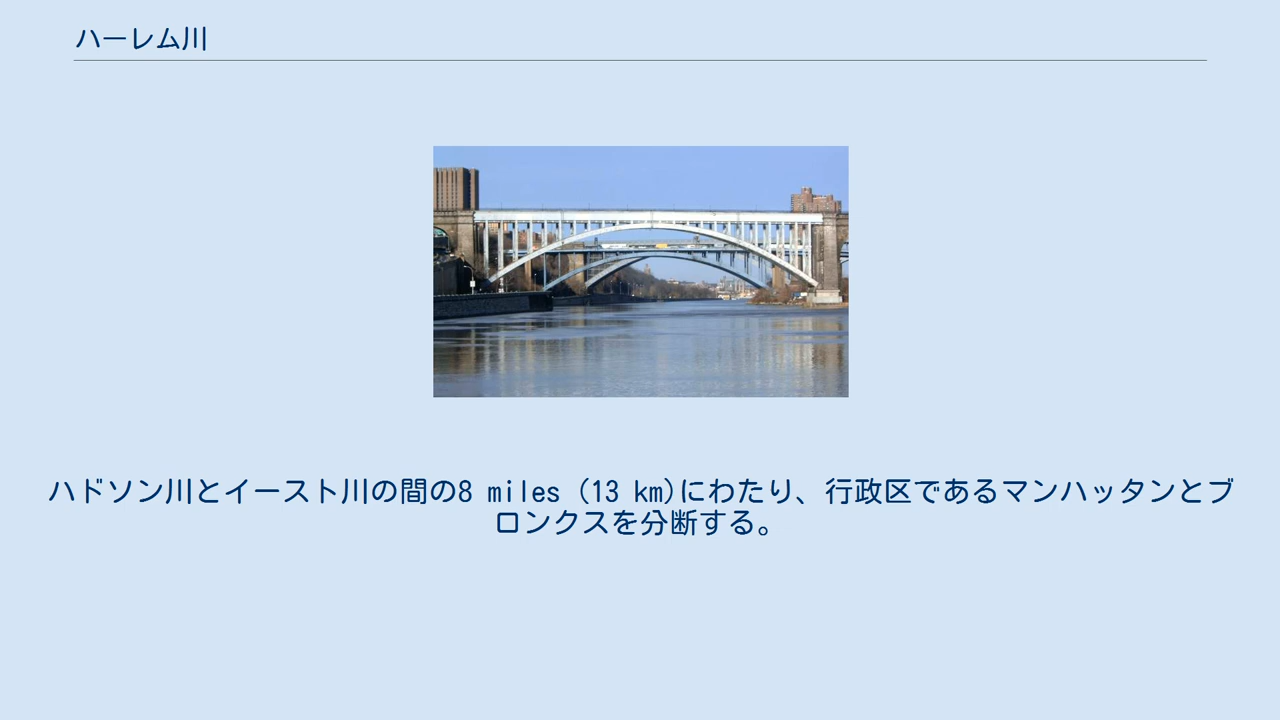 ハーレム川
ハドソン川とイースト川の間の8 miles (13 km)にわたり、行政区であるマンハッタンとブ
ロンクスを分断する。